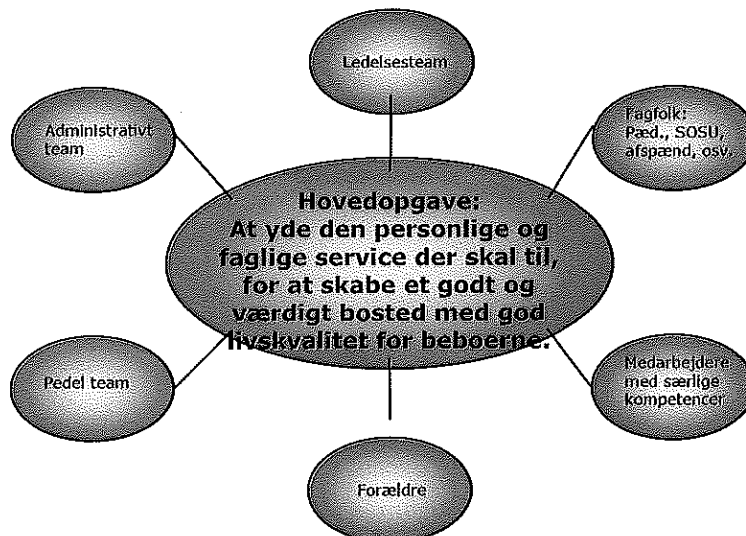 Ledelsesteam
Administrativt
team
Fagfolk:
Pæd., SOSU,
afspænd, osv.
Hovedopgave:
At yde den personlige og
faglige service der skal til,
for at skabe et godt og
værdigt bosted med god
livskvalitet for beboerne.
Pedel team
Medarbejdere
med særlige
kompetencer
Forældre